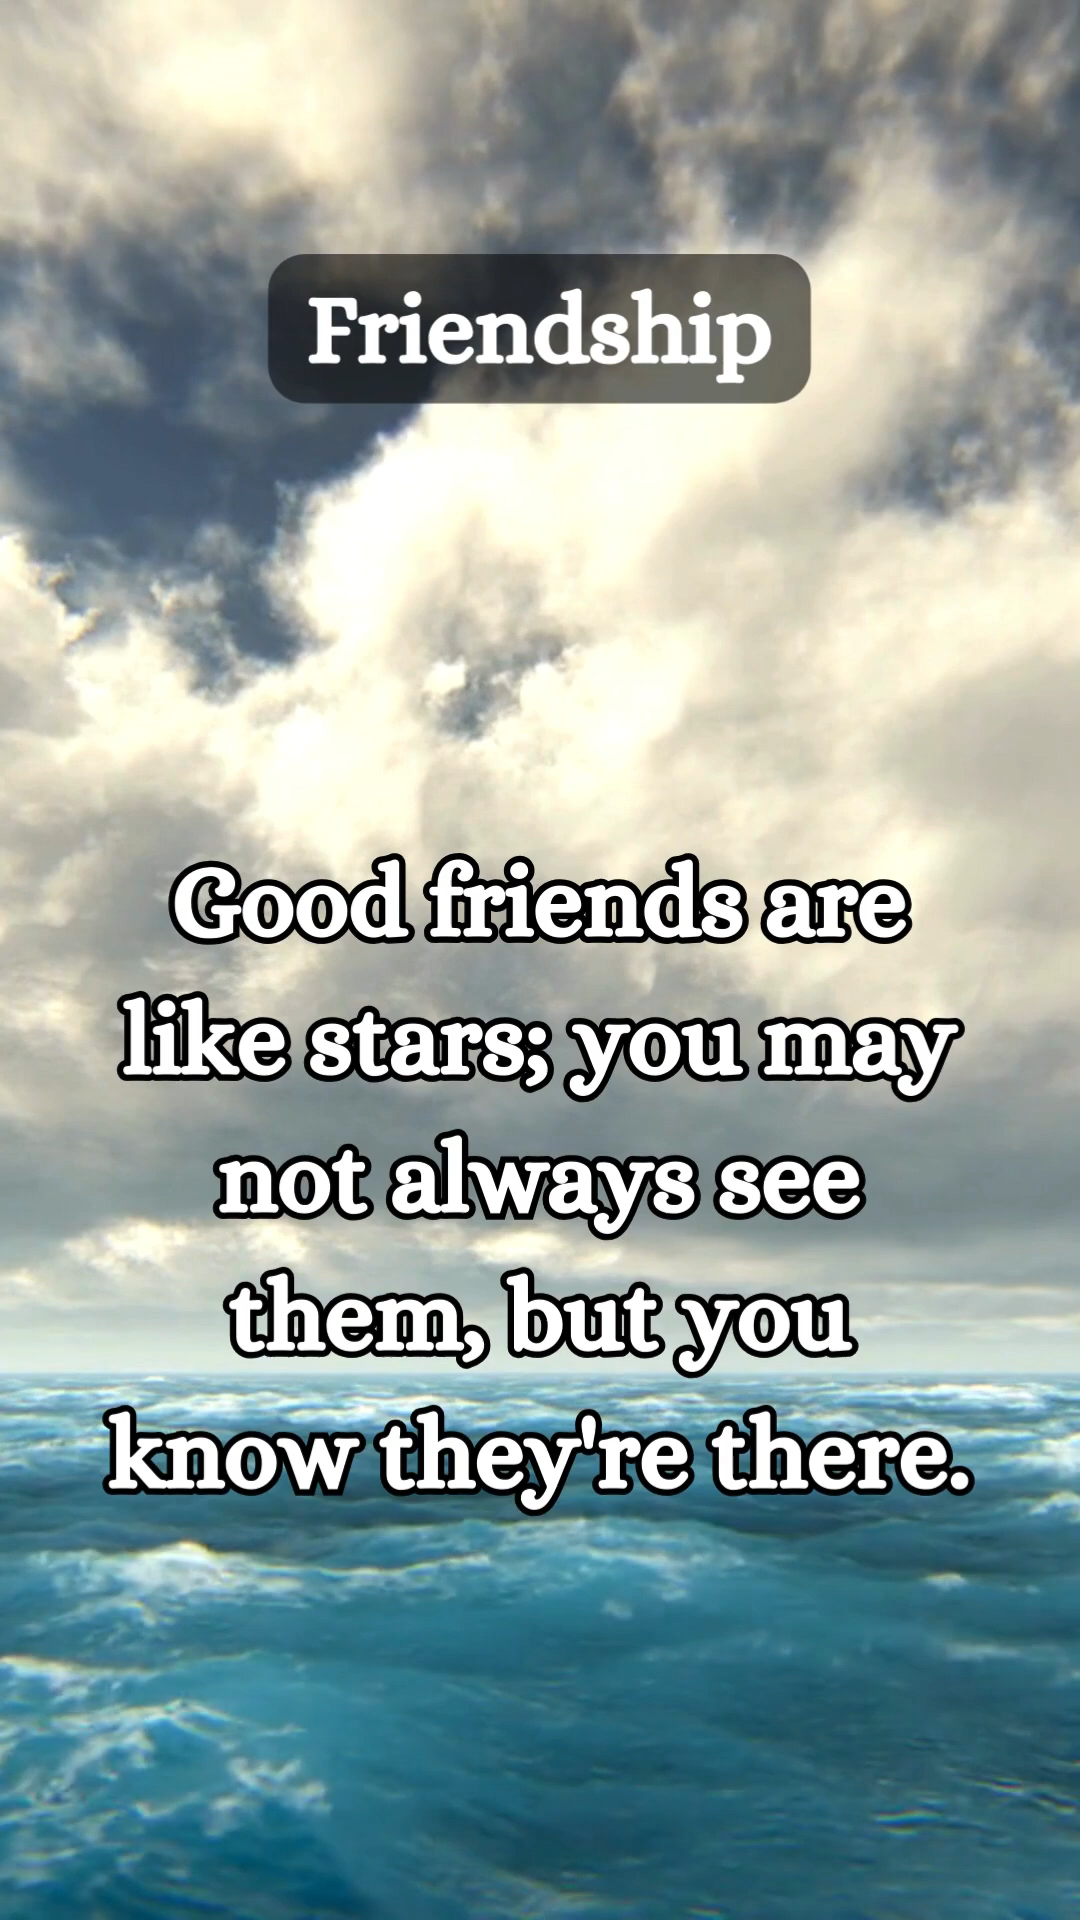 Friendship
Good friends are
like stars; you may
not always see
them, but you
know they're there.